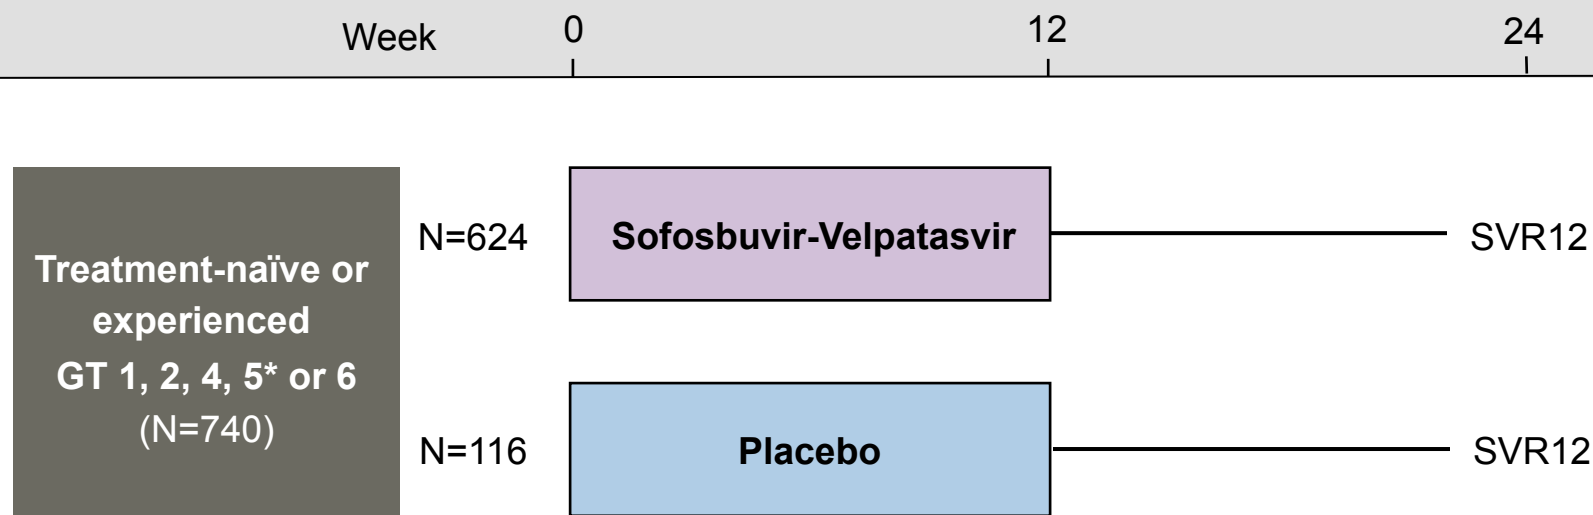 Week 0 12 24
Treatment-naïve or
experienced
GT 1, 2, 4, 5* or 6
(N=740)
N=624 Sofosbuvir-Velpatasvir SVR12
N=116 Placebo SVR12